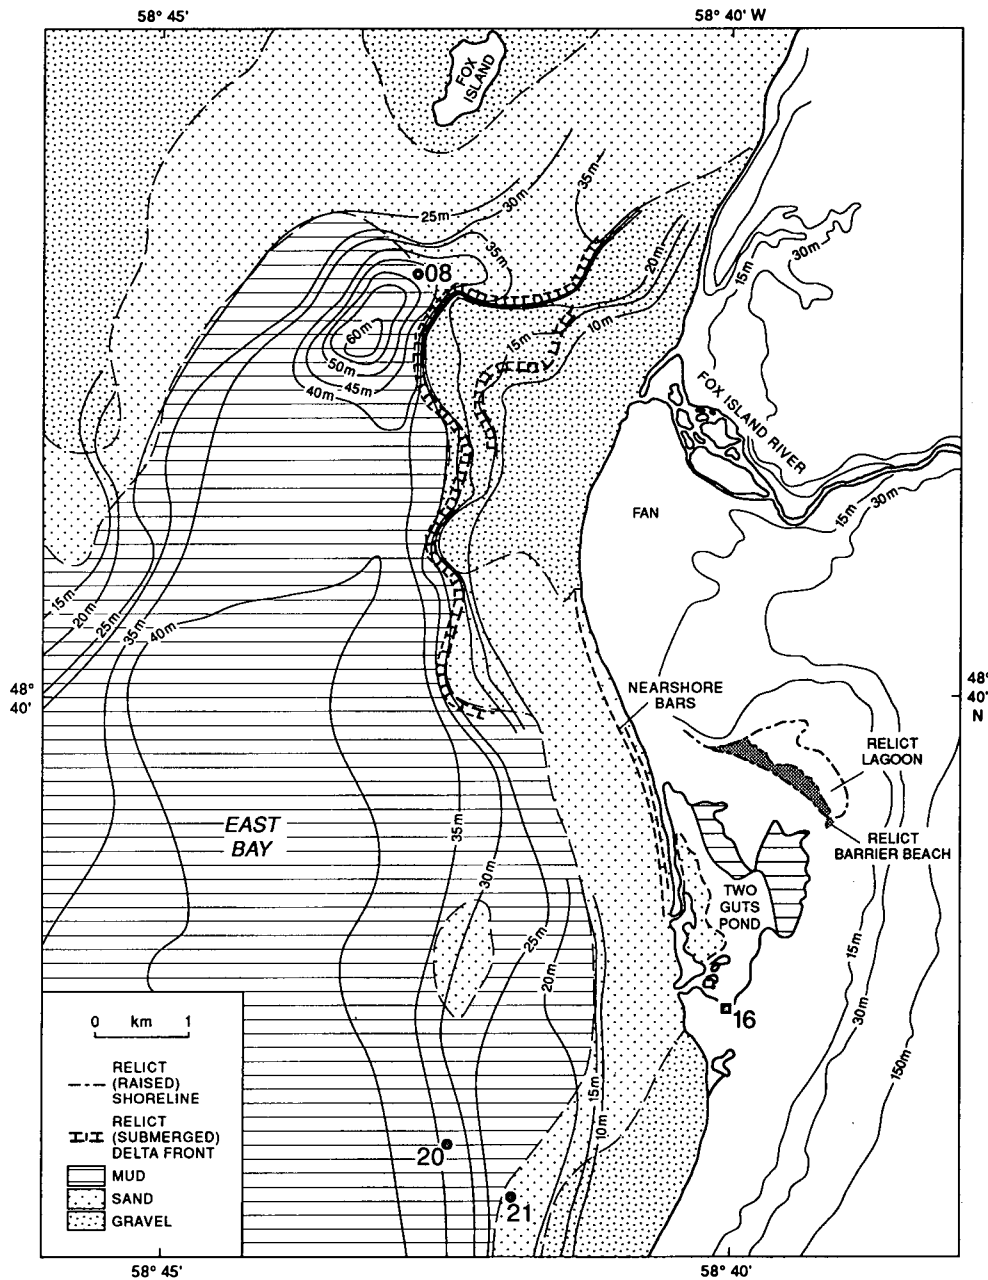 58° 45'
58° 40' W
FOX
ISLAND
35m
25m
30m
35m
20m
15m
30m
08
60m
50m
45m
40m
15m
10m
FOX ISLAND RIVER
FAN
15m
30m
15m
20m
25m
35m
40m
48°
40'
48°
40'
N
NEARSHORE
BARS
RELICT
LAGOON
RELICT
BARRIER BEACH
EAST
BAY
35m
30m
25m
20m
TWO
GUTS
POND
15m
30m
150m
16
15m
10m
20
21
0 km 1
RELICT
(RAISED)
SHORELINE
RELICT
(SUBMERGED)
DELTA FRONT
MUD
SAND
GRAVEL
58° 45'
58° 40'